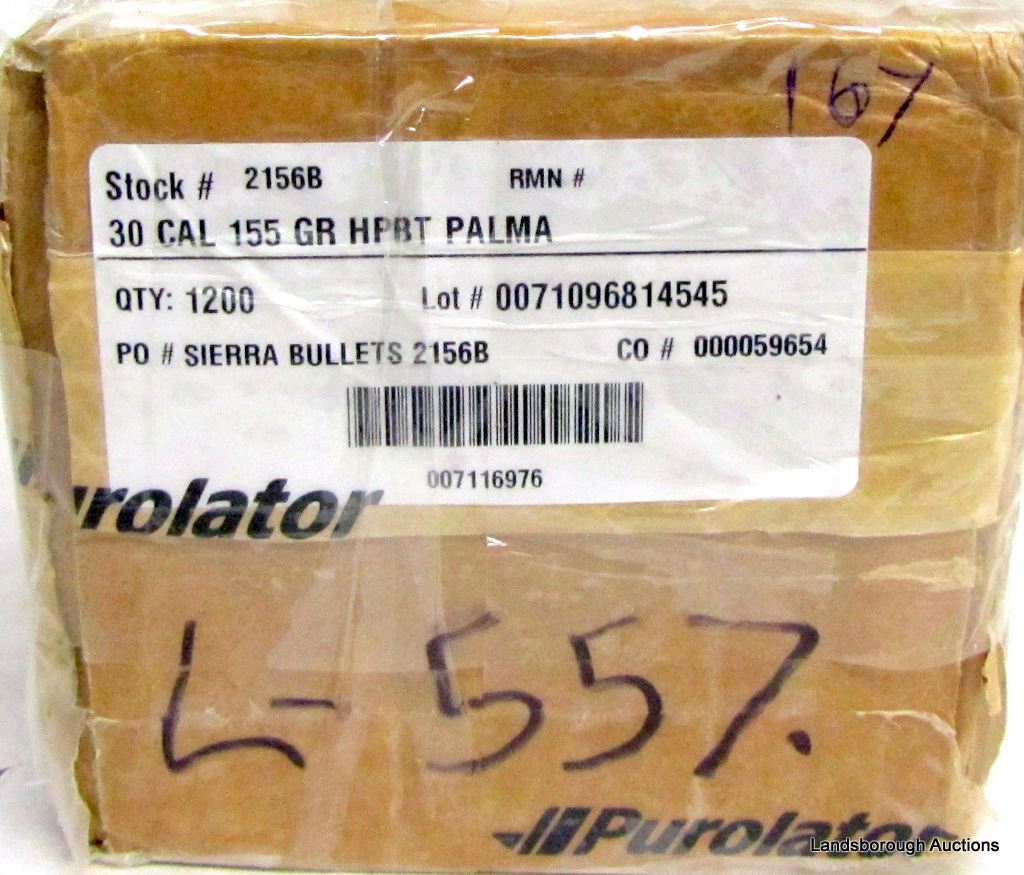 167
Stock # 2156B RMN #
30 CAL 155 GR HPBT PALMA
QTY: 1200 Lot # 0071096814545
PO # SIERRA BULLETS 2156B CO # 000059654
007116976
urolator
L-557.
Purolator
Landsborough Auctions